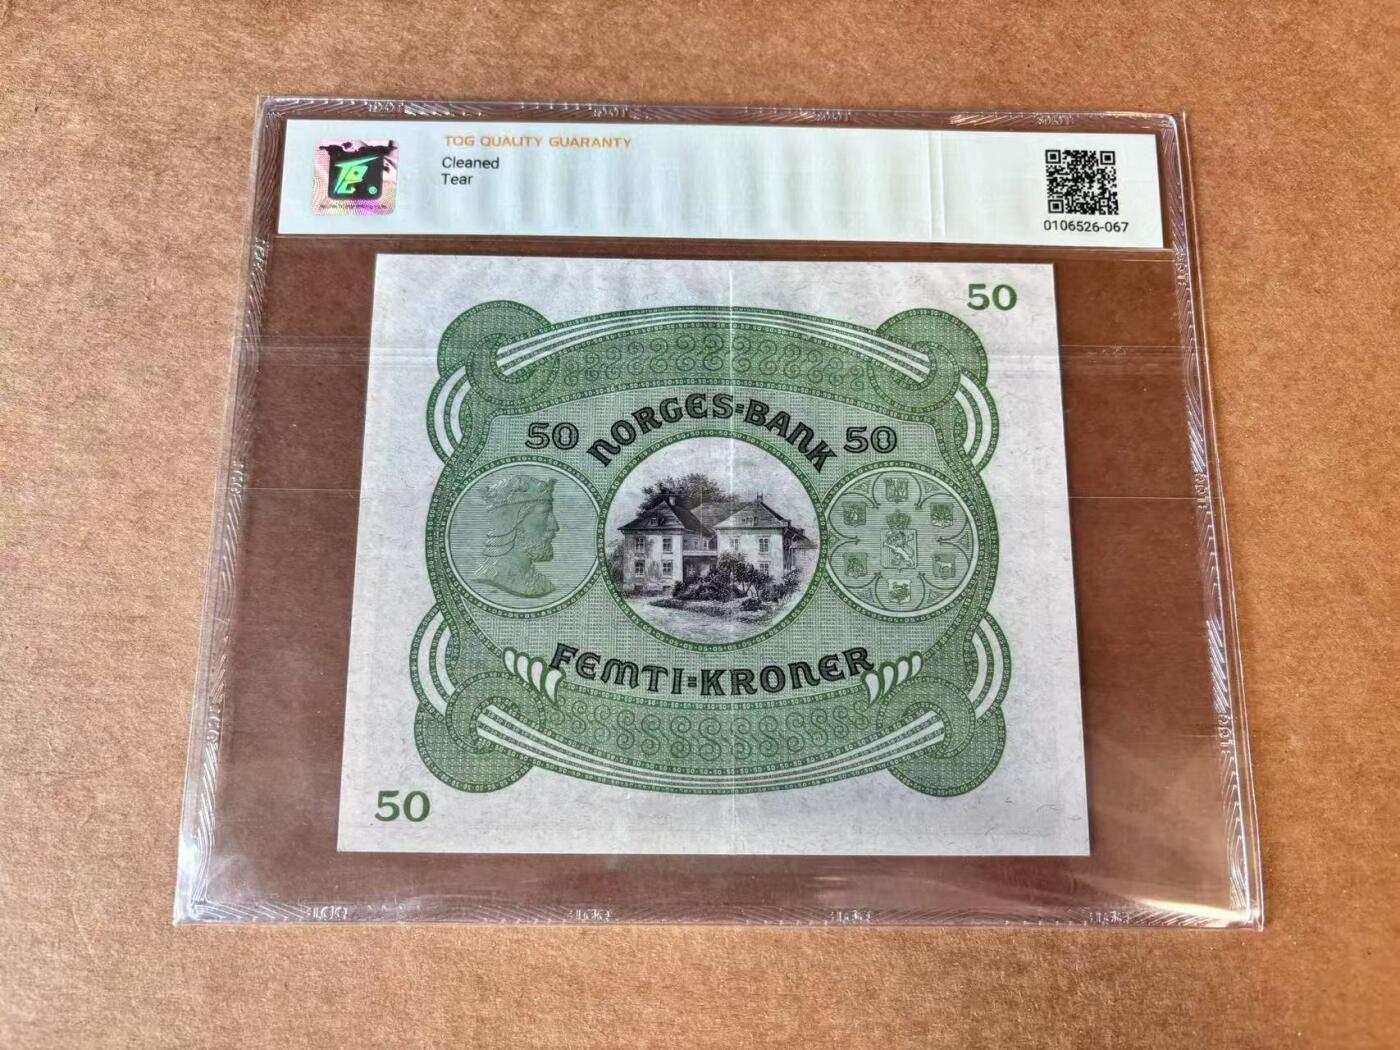 TQG QUALITY GUARANTY
Cleaned
Tear
0106526-067
50
NORGES=BANK
50 50
FEMTI=KRONER
50